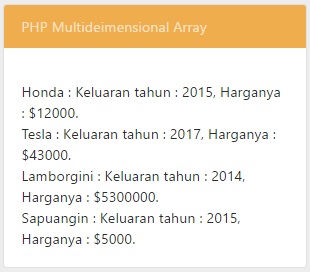 PHP Multideimensional Array
Honda : Keluaran tahun : 2015, Harganya
: $12000.
Tesla : Keluaran tahun : 2017, Harganya :
$43000.
Lamborgini : Keluaran tahun : 2014,
Harganya : $5300000.
Sapuangin : Keluaran tahun : 2015,
Harganya : $5000.